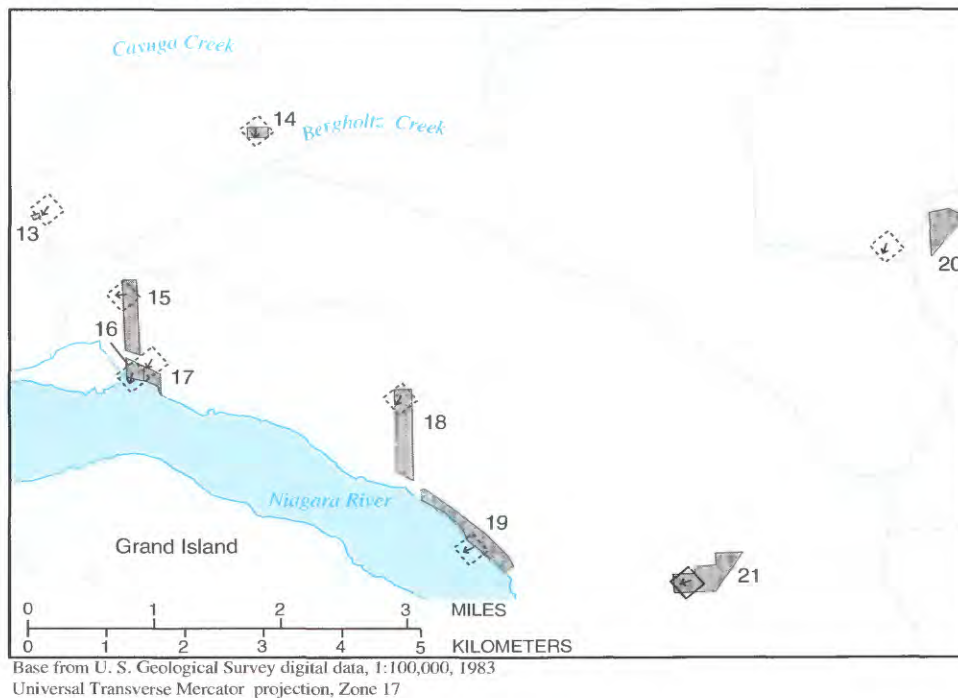 Cayuga Creek
14
Bergholtz Creek
13
20
15
16
17
18
Niagara River
19
Grand Island
21
0 1 2 3 MILES
0 1 2 3 4 5 KILOMETERS
Base from U. S. Geological Survey digital data, 1:100,000, 1983
Universal Transverse Mercator projection, Zone 17